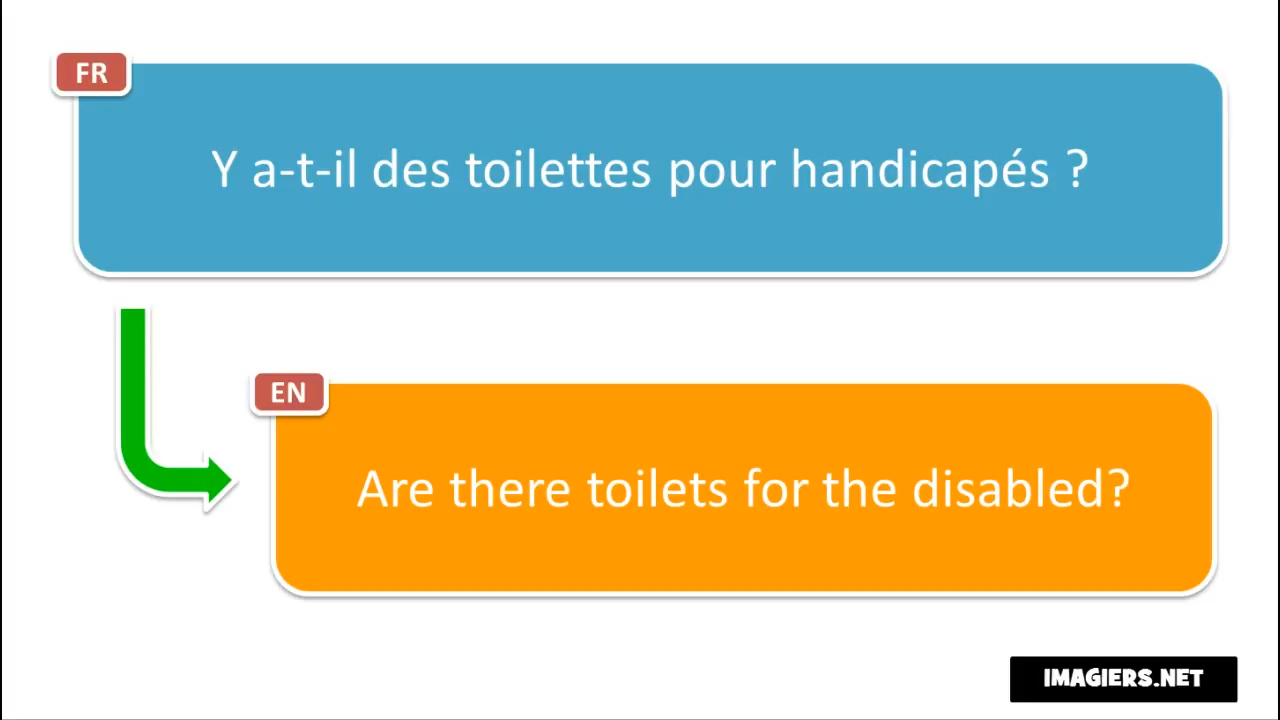 FR
Y a-t-il des toilettes pour handicapés ?
EN
Are there toilets for the disabled?
IMAGIERS.NET